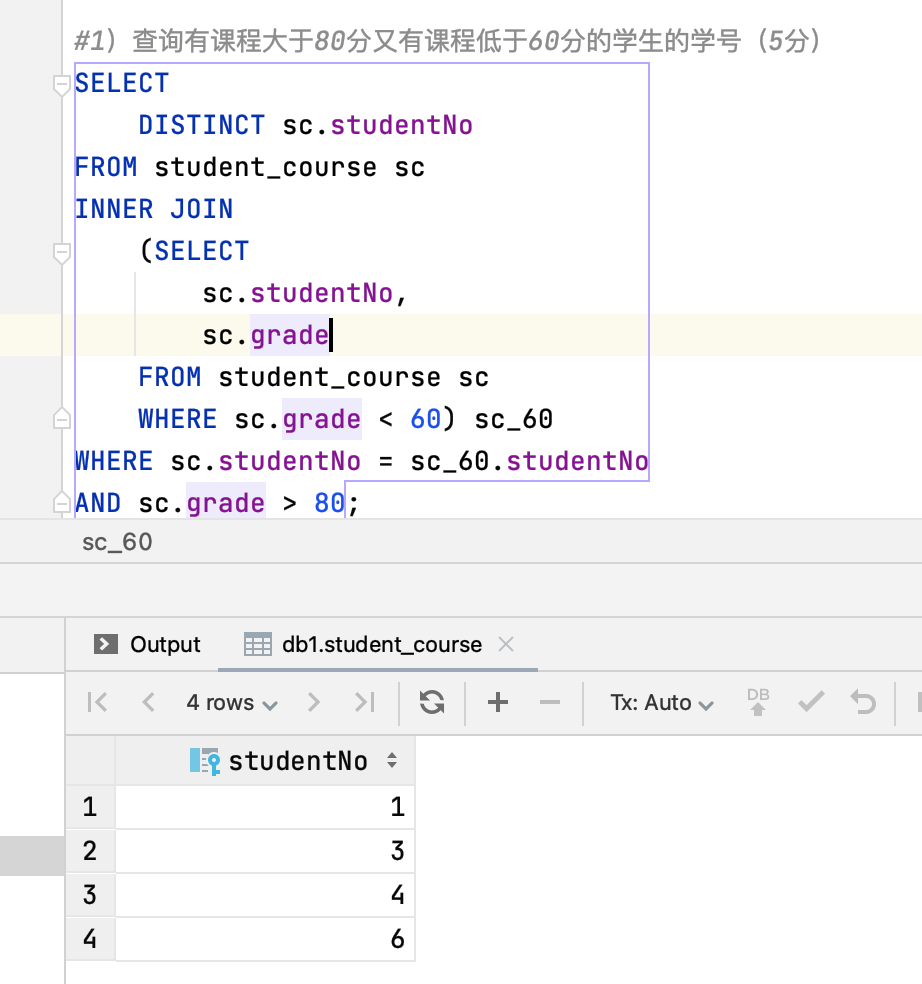 #1）查询有课程大于80分又有课程低于60分的学生的学号（5分）
SELECT
DISTINCT sc.studentNo
FROM student_course sc
INNER JOIN
(SELECT
sc.studentNo,
sc.grade
FROM student_course sc
WHERE sc.grade < 60) sc_60
WHERE sc.studentNo = sc_60.studentNo
AND sc.grade > 80;
sc_60
Output db1.student_course
4 rows Tx: Auto DB
studentNo
1 1
2 3
3 4
4 6